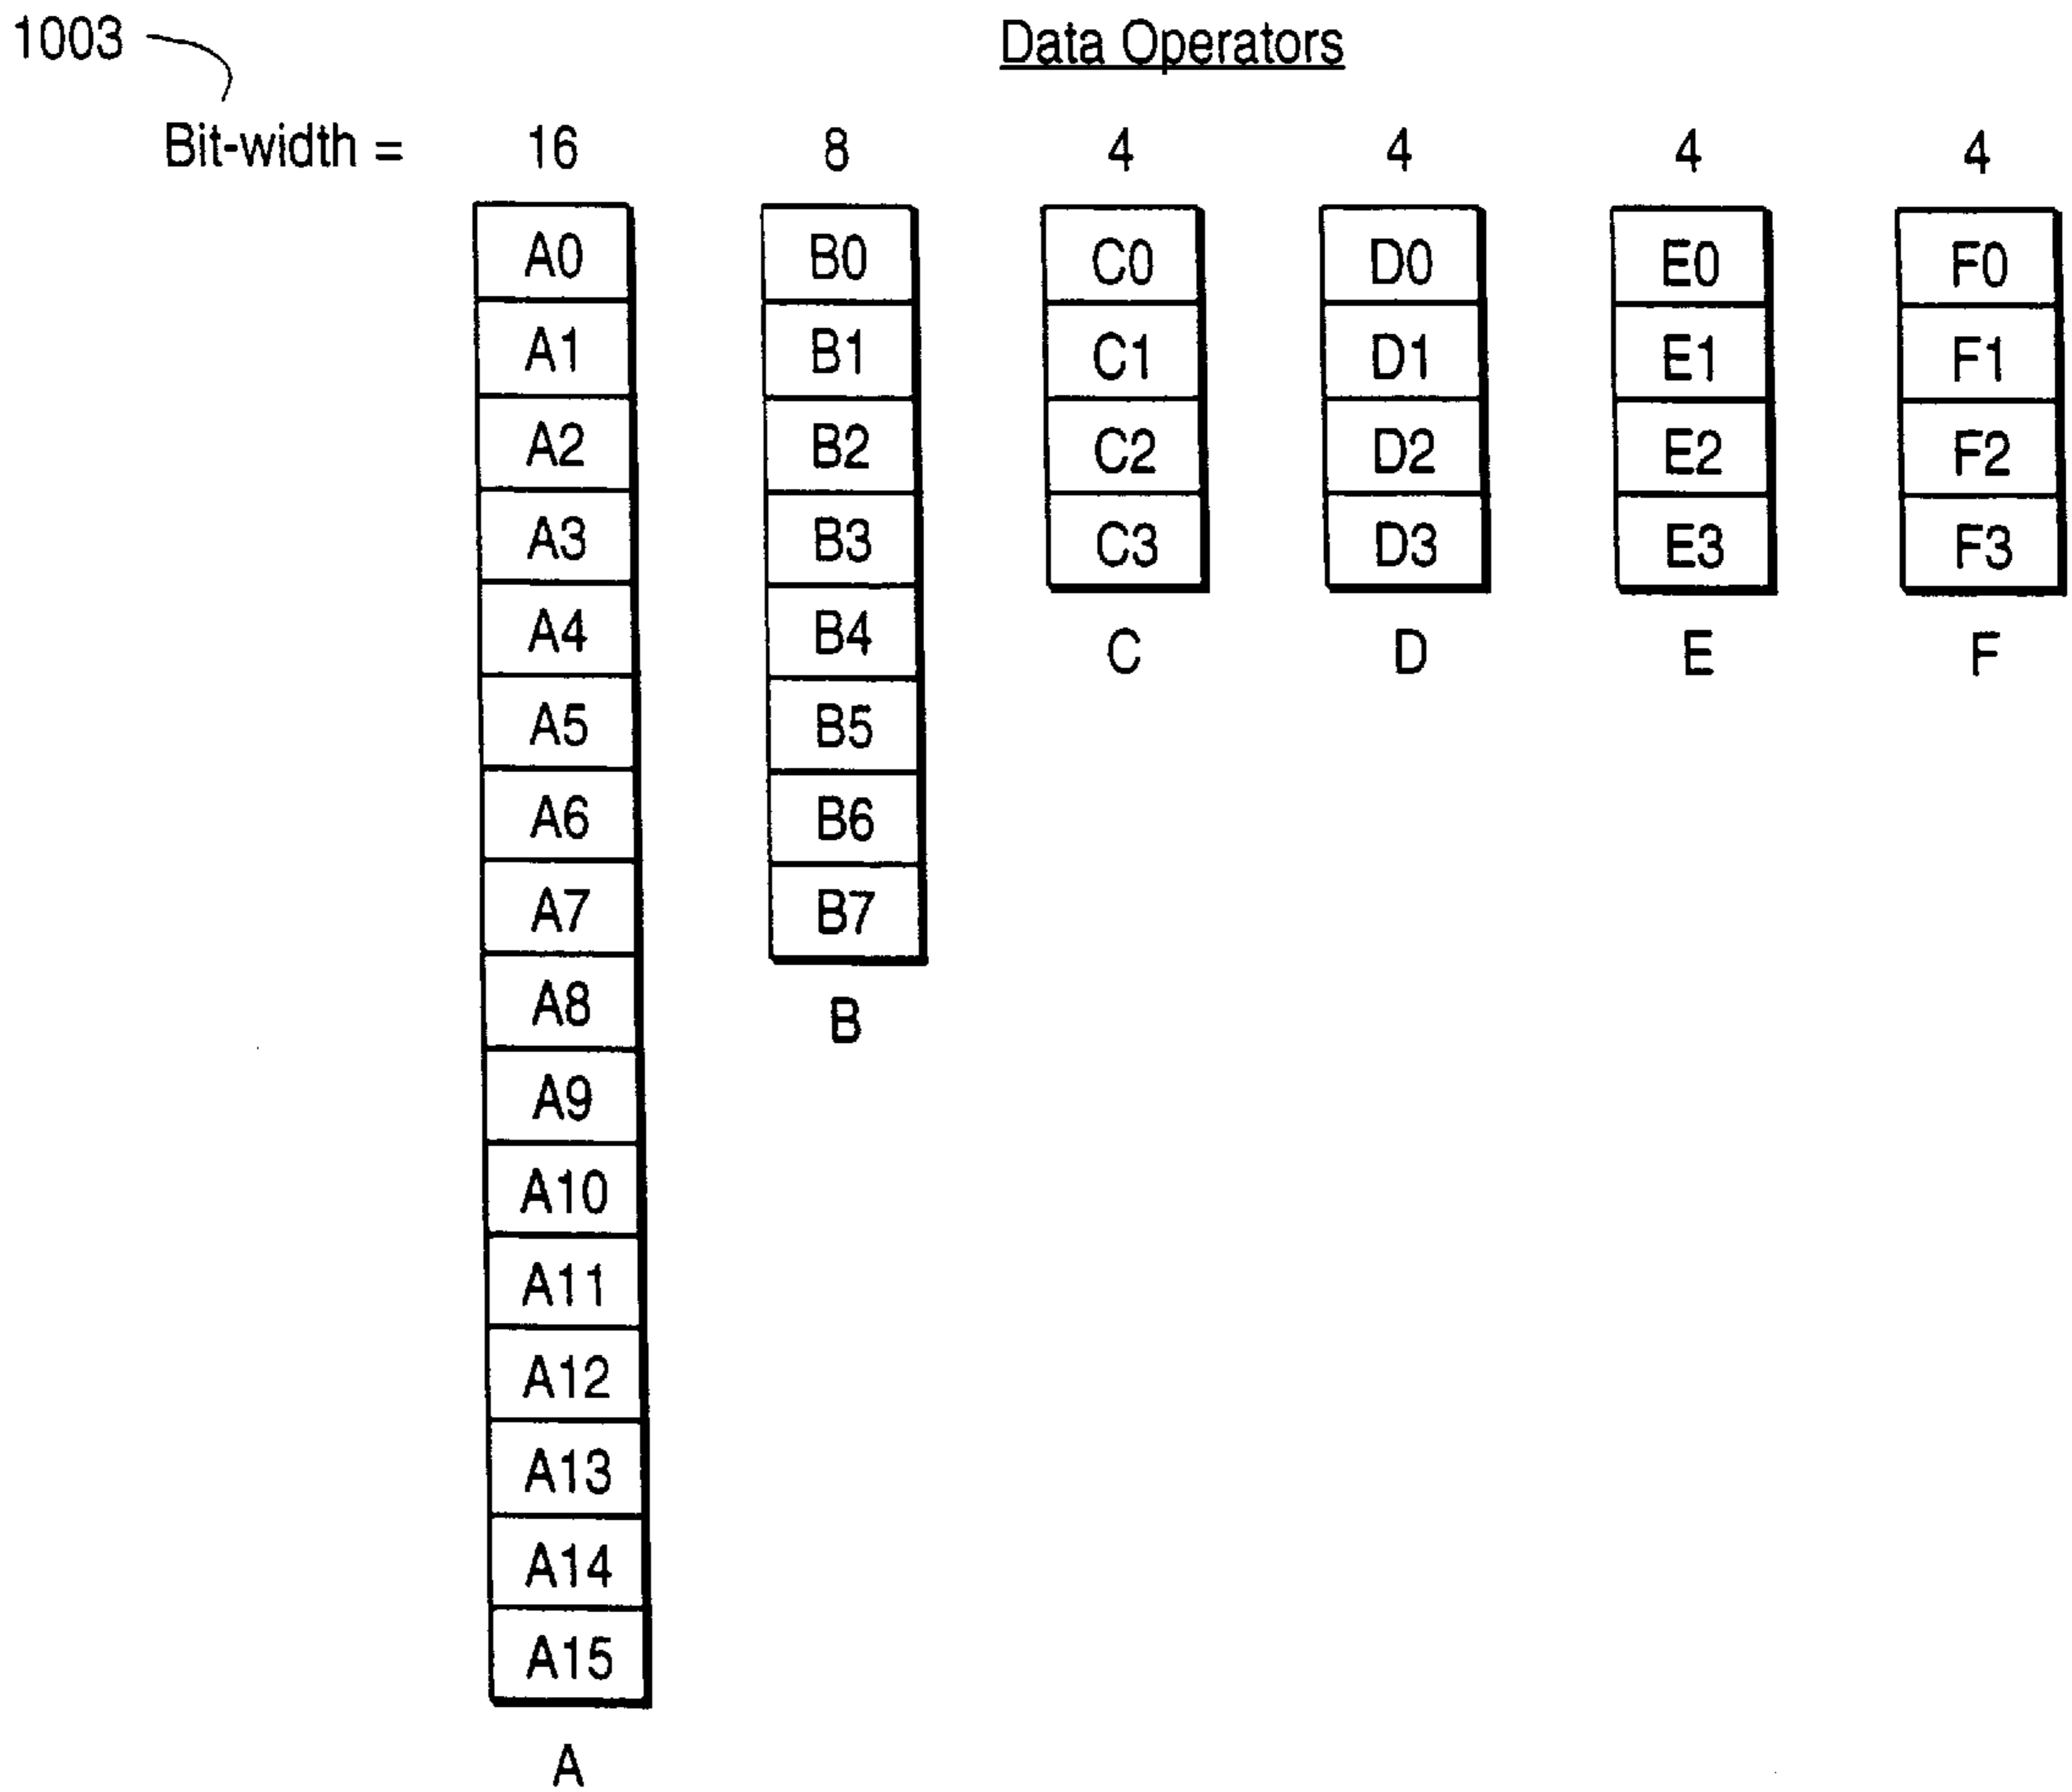 1003
Data Operators
Bit-width = 16 8 4 4 4 4
A0 B0 C0 D0 E0 F0
A1 B1 C1 D1 E1 F1
A2 B2 C2 D2 E2 F2
A3 B3 C3 D3 E3 F3
A4 B4 C D E F
A5 B5
A6 B6
A7 B7
A8 B
A9
A10
A11
A12
A13
A14
A15
A